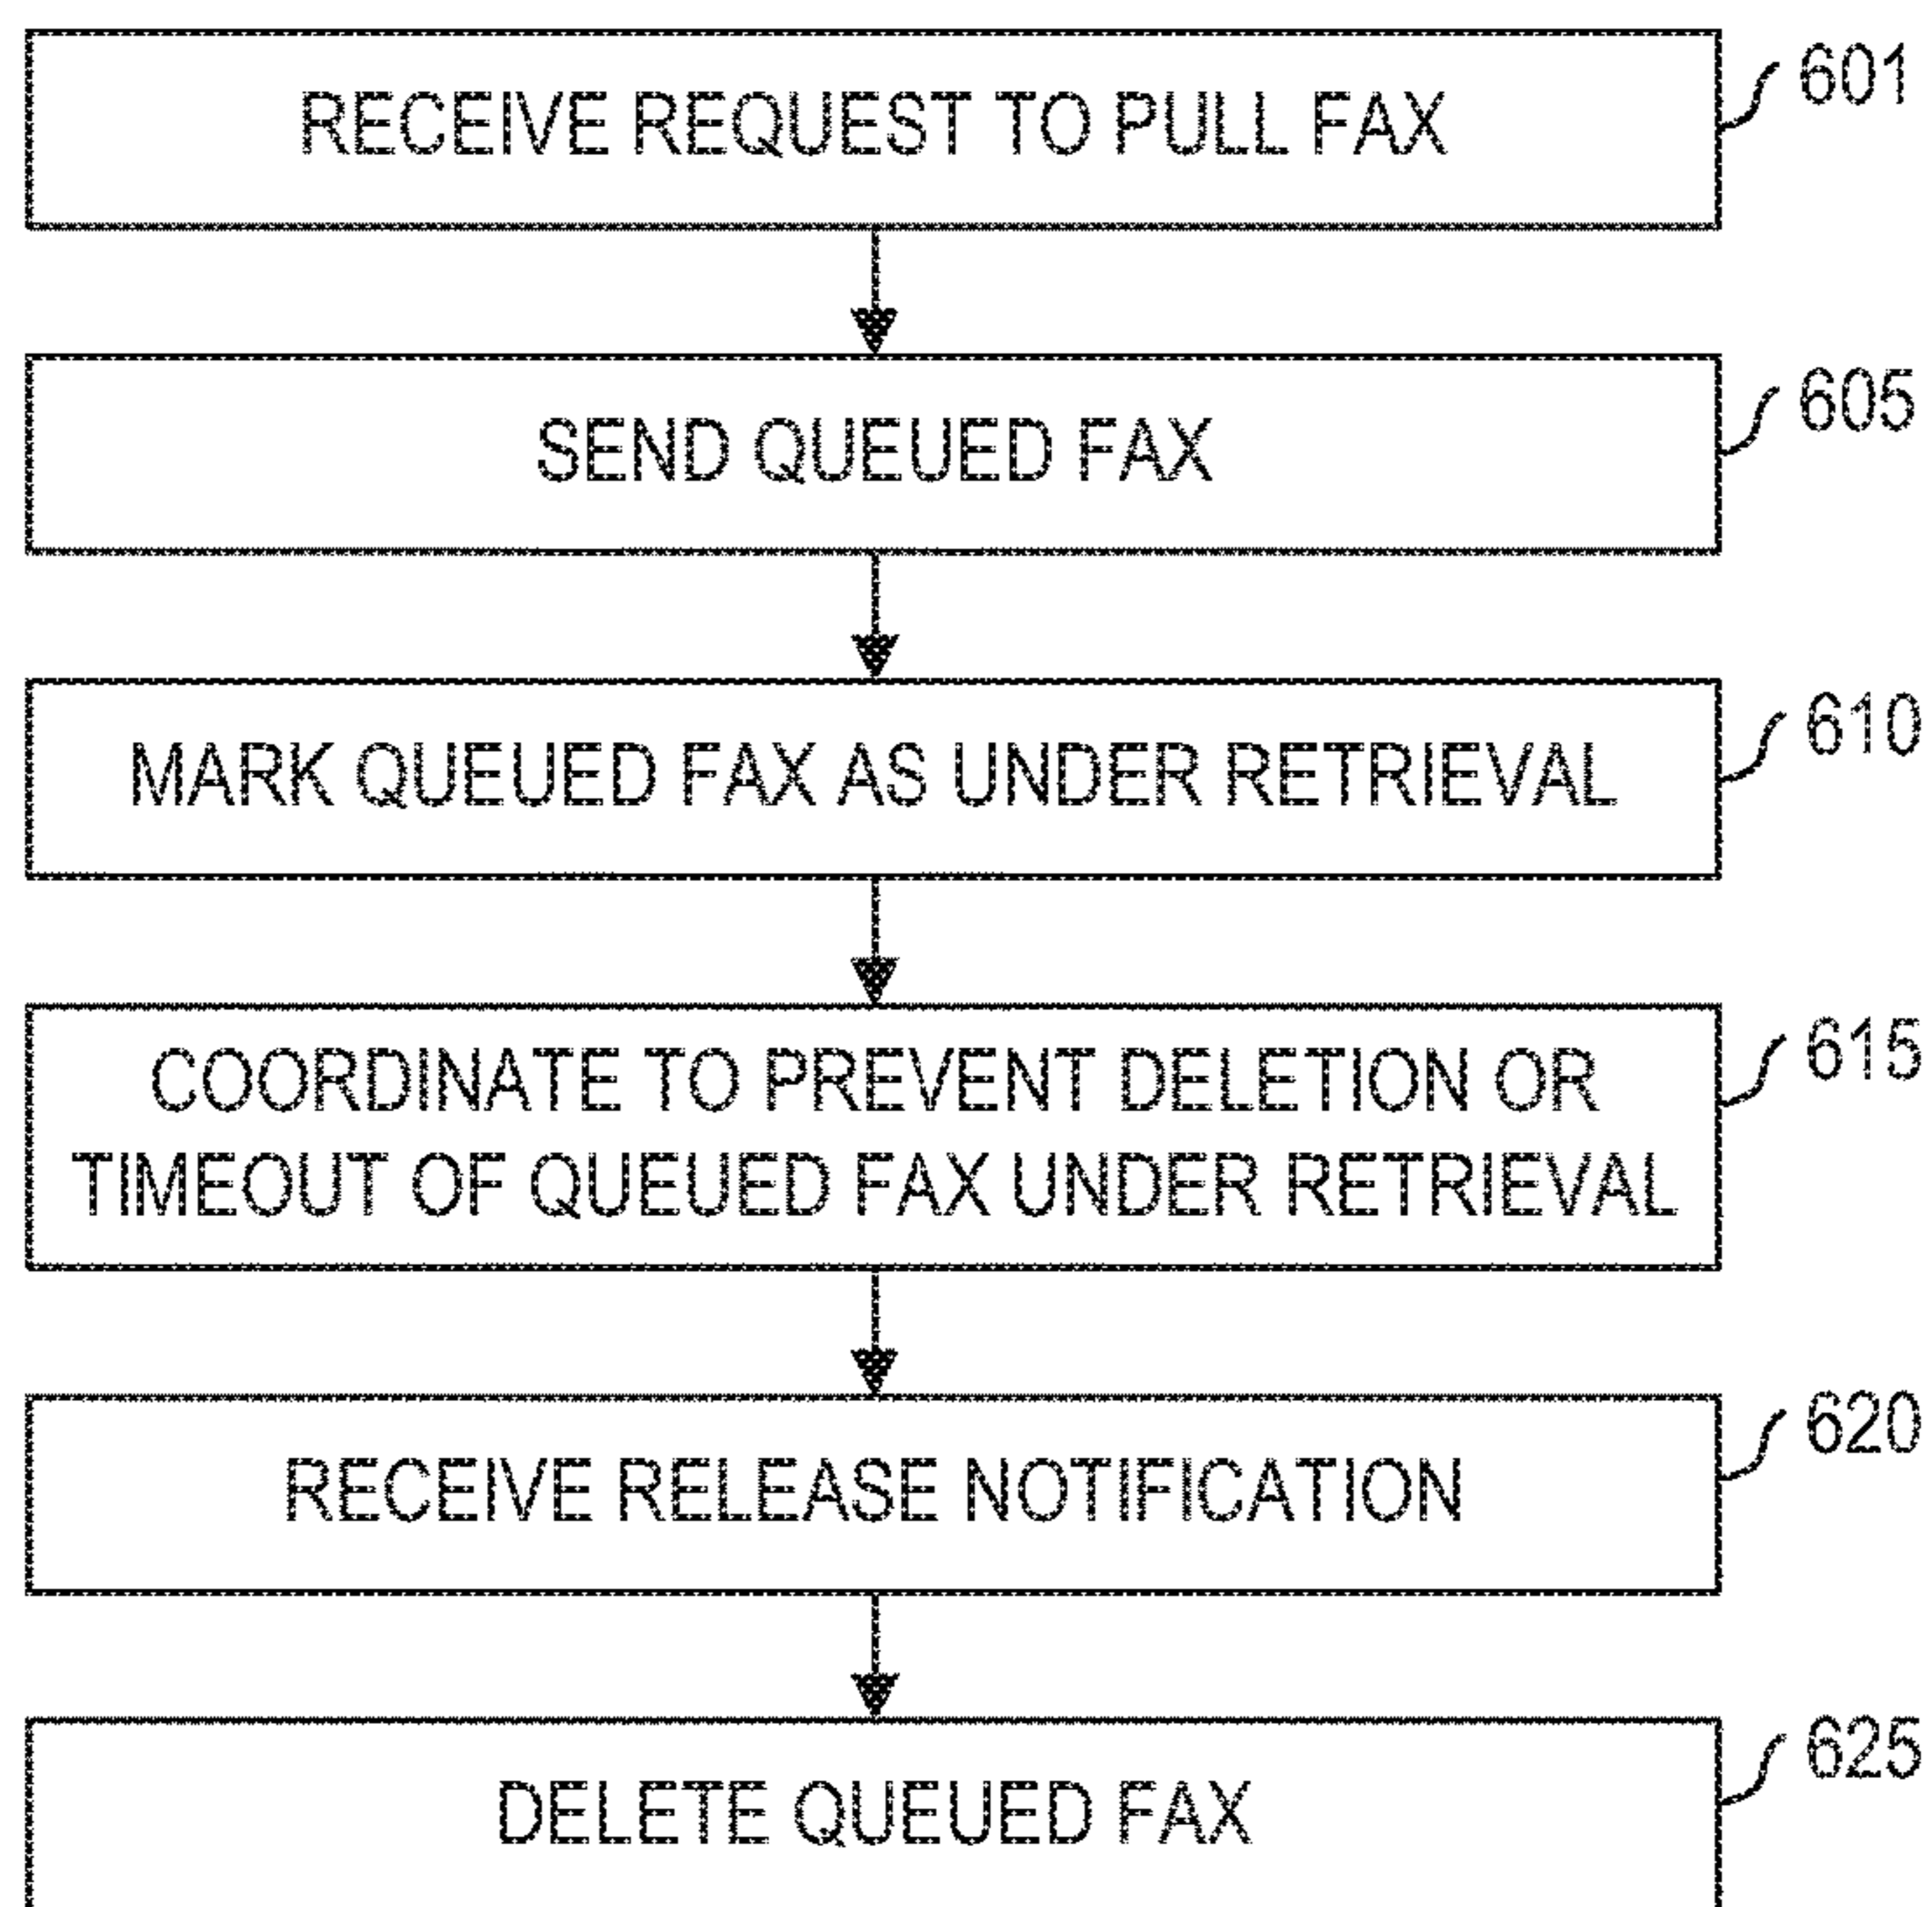 RECEIVE REQUEST TO PULL FAX
601
SEND QUEUED FAX
605
MARK QUEUED FAX AS UNDER RETRIEVAL
610
COORDINATE TO PREVENT DELETION OR
TIMEOUT OF QUEUED FAX UNDER RETRIEVAL
615
RECEIVE RELEASE NOTIFICATION
620
DELETE QUEUED FAX
625